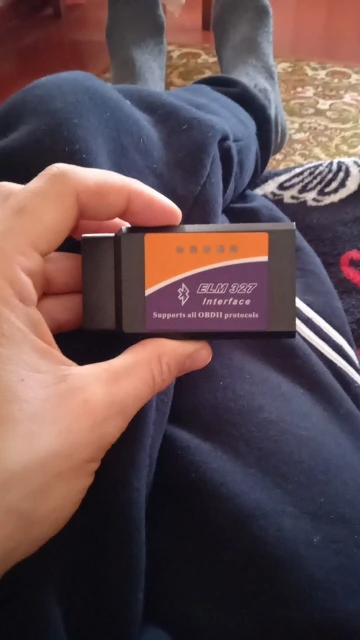 ELM 327
Interface
Supports all OBDII protocols